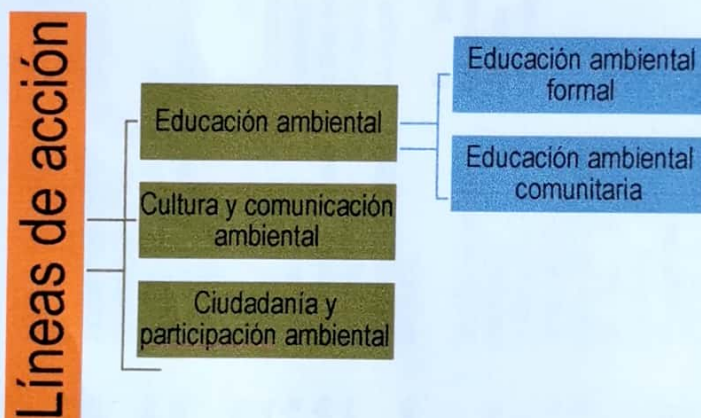 Líneas de acción
Educación ambiental
Cultura y comunicación
ambiental
Ciudadanía y
participación ambiental
Educación ambiental
formal
Educación ambiental
comunitaria